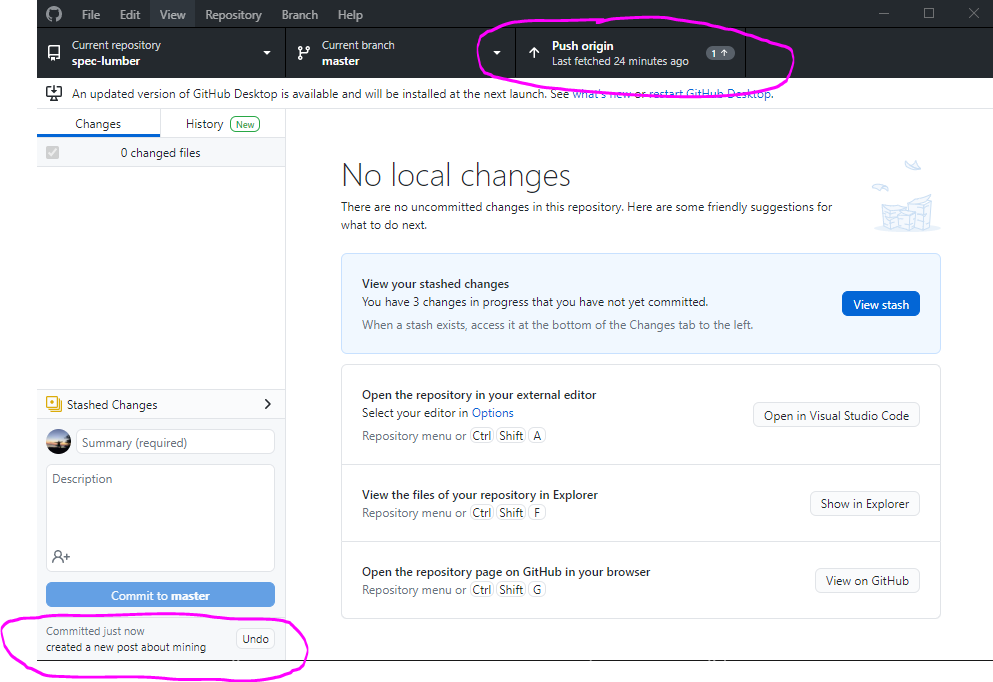 File Edit View Repository Branch Help
Current repository
spec-lumber
Current branch
master
Push origin
Last fetched 24 minutes ago
1
An updated version of GitHub Desktop is available and will be installed at the next launch. See what's new or restart GitHub Desktop.
Changes
History New
0 changed files
No local changes
There are no uncommitted changes in this repository. Here are some friendly suggestions for
what to do next.
View your stashed changes
You have 3 changes in progress that you have not yet committed.
When a stash exists, access it at the bottom of the Changes tab to the left.
View stash
Open the repository in your external editor
Select your editor in Options
Repository menu or Ctrl Shift A
Open in Visual Studio Code
View the files of your repository in Explorer
Repository menu or Ctrl Shift F
Show in Explorer
Open the repository page on GitHub in your browser
Repository menu or Ctrl Shift G
View on GitHub
Stashed Changes
Summary (required)
Description
Commit to master
Committed just now
created a new post about mining
Undo